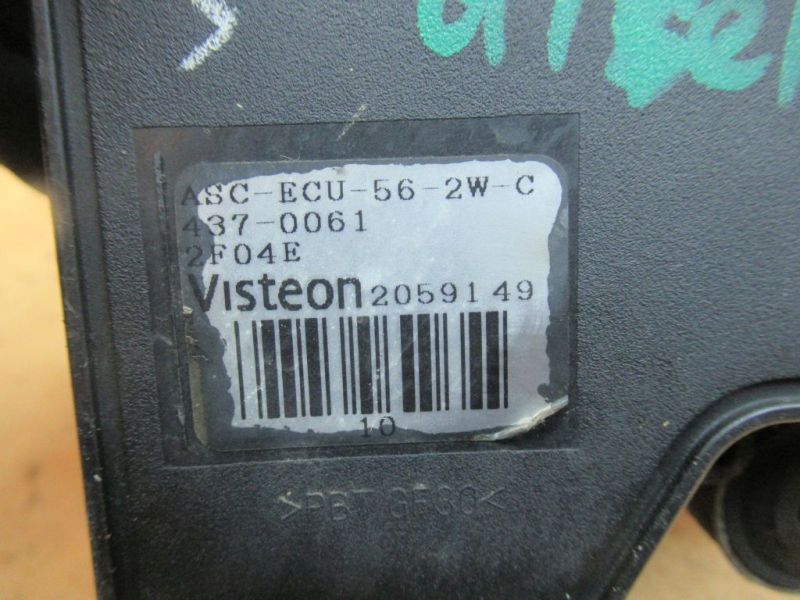 ASC-ECU-56-2W-C
437-0061
2F04E
Visteon 2059149
10
>PBT GF30<